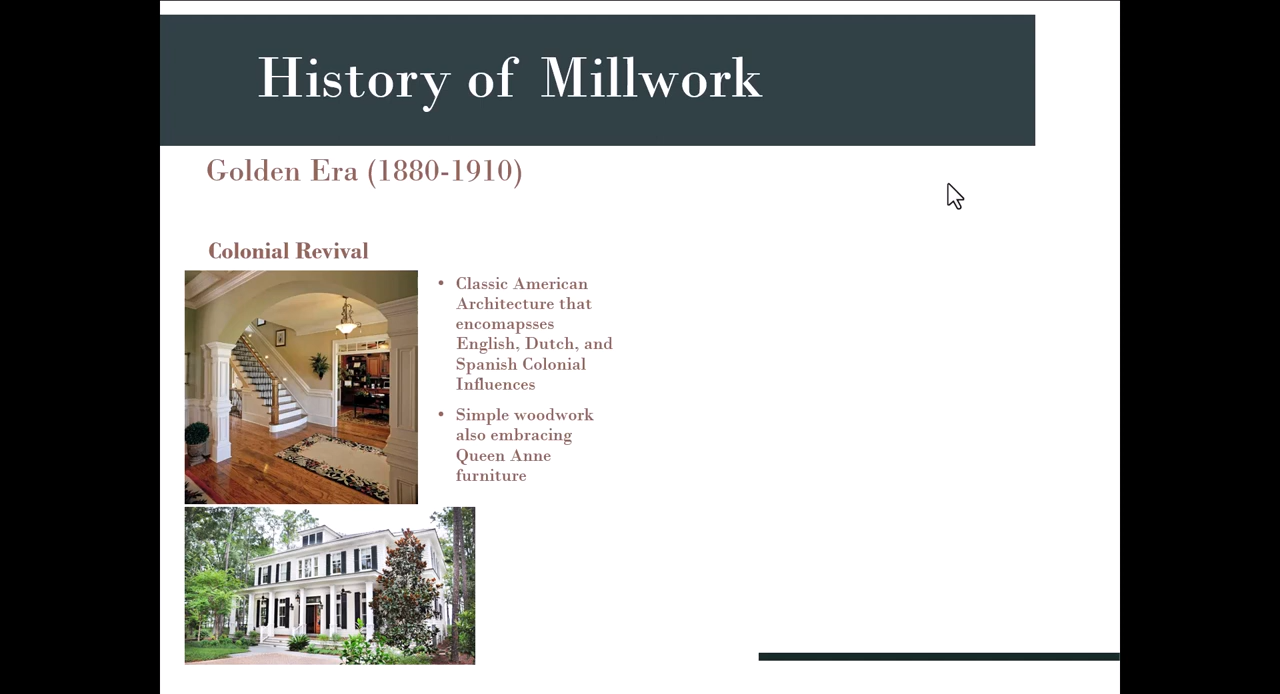 History of Millwork
Golden Era (1880-1910)
Colonial Revival
• Classic American
Architecture that
encomapsses
English, Dutch, and
Spanish Colonial
Influences
• Simple woodwork
also embracing
Queen Anne
furniture